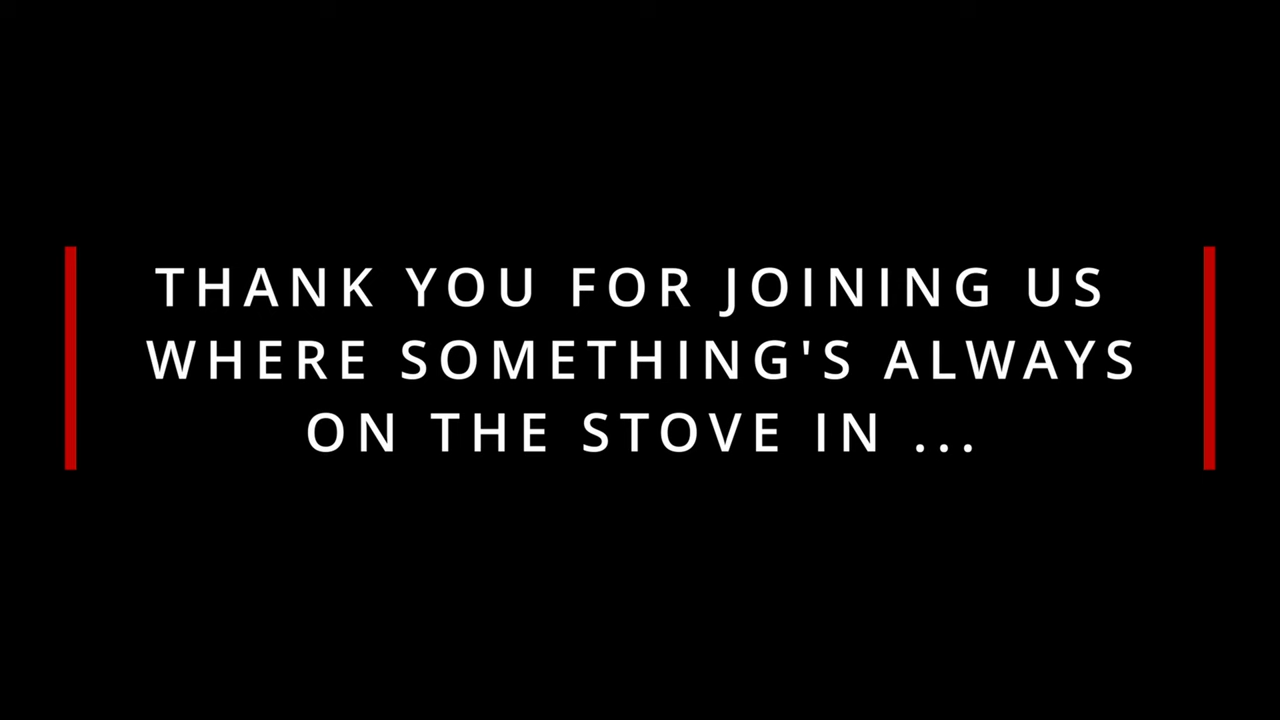 THANK YOU FOR JOINING US
WHERE SOMETHING'S ALWAYS
ON THE STOVE IN ...